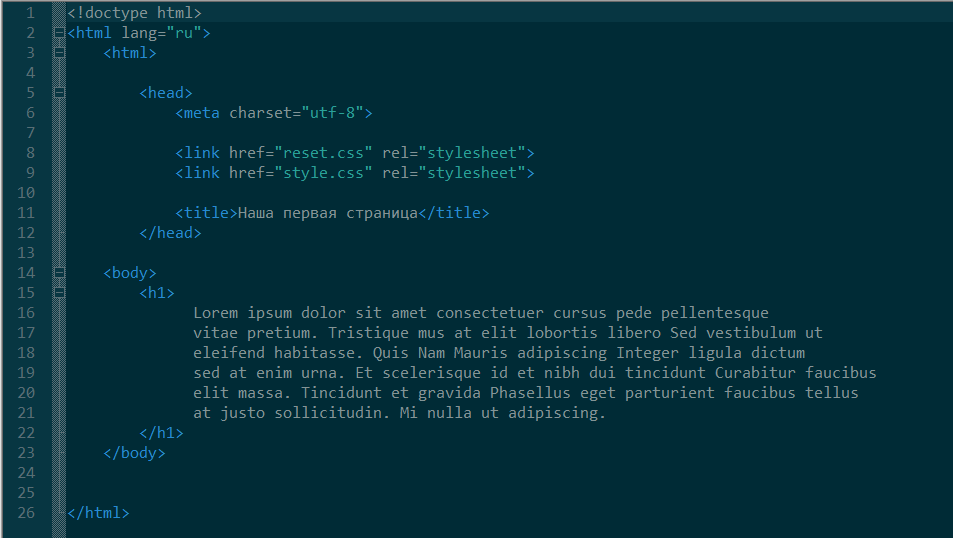 1 <!doctype html>
2 <html lang="ru">
3 <html>
4
5 <head>
6 <meta charset="utf-8">
7
8 <link href="reset.css" rel="stylesheet">
9 <link href="style.css" rel="stylesheet">
10
11 <title>Наша первая страница</title>
12 </head>
13
14 <body>
15 <h1>
16 Lorem ipsum dolor sit amet consectetuer cursus pede pellentesque
17 vitae pretium. Tristique mus at elit lobortis libero Sed vestibulum ut
18 eleifend habitasse. Quis Nam Mauris adipiscing Integer ligula dictum
19 sed at enim urna. Et scelerisque id et nibh dui tincidunt Curabitur faucibus
20 elit massa. Tincidunt et gravida Phasellus eget parturient faucibus tellus
21 at justo sollicitudin. Mi nulla ut adipiscing.
22 </h1>
23 </body>
24
25
26 </html>